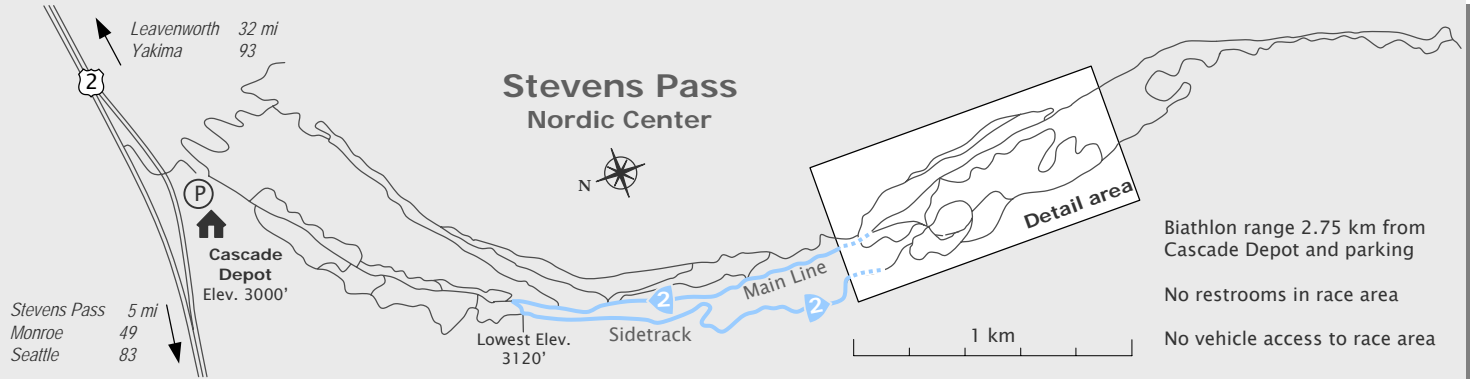 Leavenworth 32 mi
Yakima 93
2
Stevens Pass
Nordic Center
N
P
Cascade
Depot
Elev. 3000'
Detail area
Biathlon range 2.75 km from
Cascade Depot and parking
No restrooms in race area
No vehicle access to race area
Main Line
2
2
Sidetrack
Lowest Elev.
3120'
1 km
Stevens Pass 5 mi
Monroe 49
Seattle 83